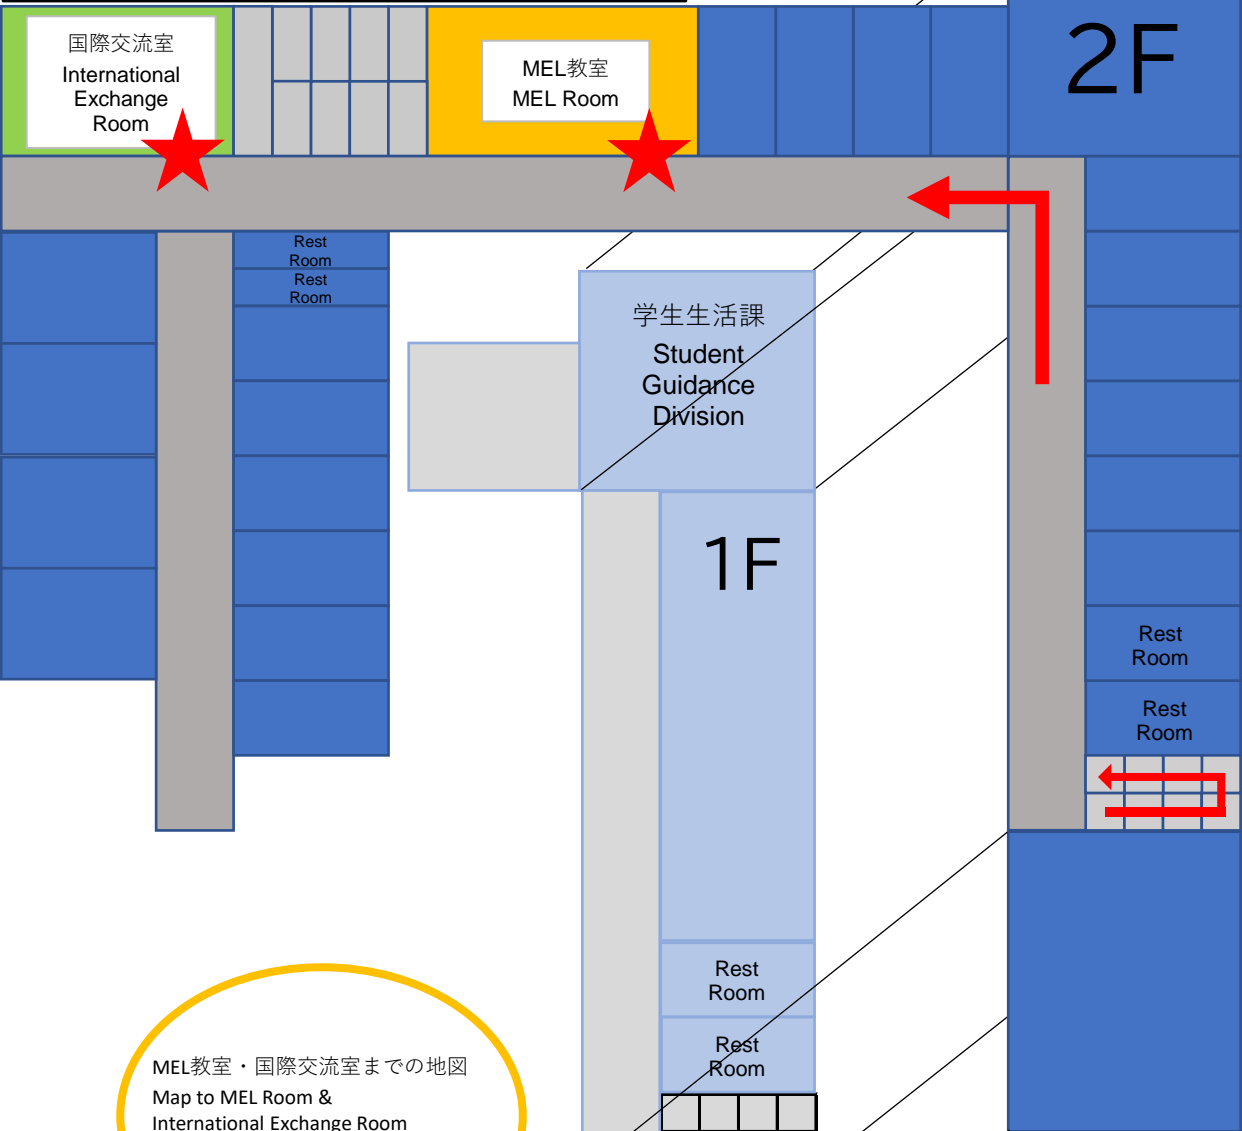 国際交流室
International
Exchange
Room
MEL教室
MEL Room
2F
Rest
Room
Rest
Room
学生生活課
Student
Guidance
Division
1F
Rest
Room
Rest
Room
Rest
Room
Rest
Room
MEL教室・国際交流室までの地図
Map to MEL Room &
International Exchange Room